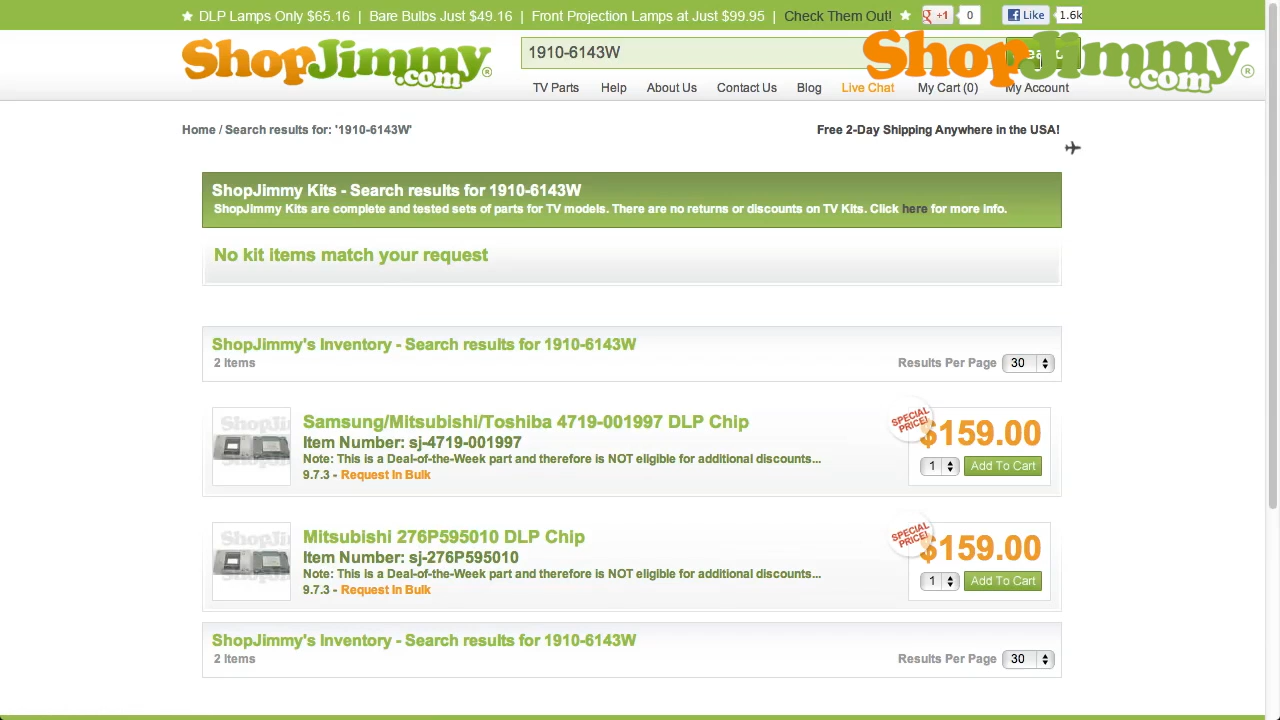 ★ DLP Lamps Only $65.16 | Bare Bulbs Just $49.16 | Front Projection Lamps at Just $99.95 | Check Them Out! ★ g +1 0 f Like 1.6k
ShopJimmy.com®
1910-6143W
ShopJimmy.com®
TV Parts Help About Us Contact Us Blog Live Chat My Cart (0) My Account
Home / Search results for: '1910-6143W'
Free 2-Day Shipping Anywhere in the USA!
ShopJimmy Kits - Search results for 1910-6143W
ShopJimmy Kits are complete and tested sets of parts for TV models. There are no returns or discounts on TV Kits. Click here for more info.
No kit items match your request
ShopJimmy's Inventory - Search results for 1910-6143W
2 Items
Results Per Page 30
Samsung/Mitsubishi/Toshiba 4719-001997 DLP Chip
Item Number: sj-4719-001997
Note: This is a Deal-of-the-Week part and therefore is NOT eligible for additional discounts...
9.7.3 - Request In Bulk
SPECIAL PRICE!
$159.00
1 Add To Cart
Mitsubishi 276P595010 DLP Chip
Item Number: sj-276P595010
Note: This is a Deal-of-the-Week part and therefore is NOT eligible for additional discounts...
9.7.3 - Request In Bulk
SPECIAL PRICE!
$159.00
1 Add To Cart
ShopJimmy's Inventory - Search results for 1910-6143W
2 Items
Results Per Page 30